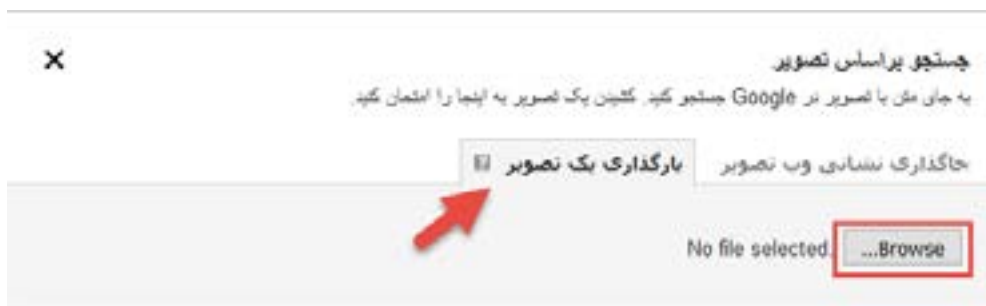 جستجو براساس تصویر
به جای متن با تصویر در Google جستجو کنید. کشیدن یک تصویر به اینجا را امتحان کنید.
جاگذاری نشانی وب تصویر بارگذاری یک تصویر
Browse... No file selected.